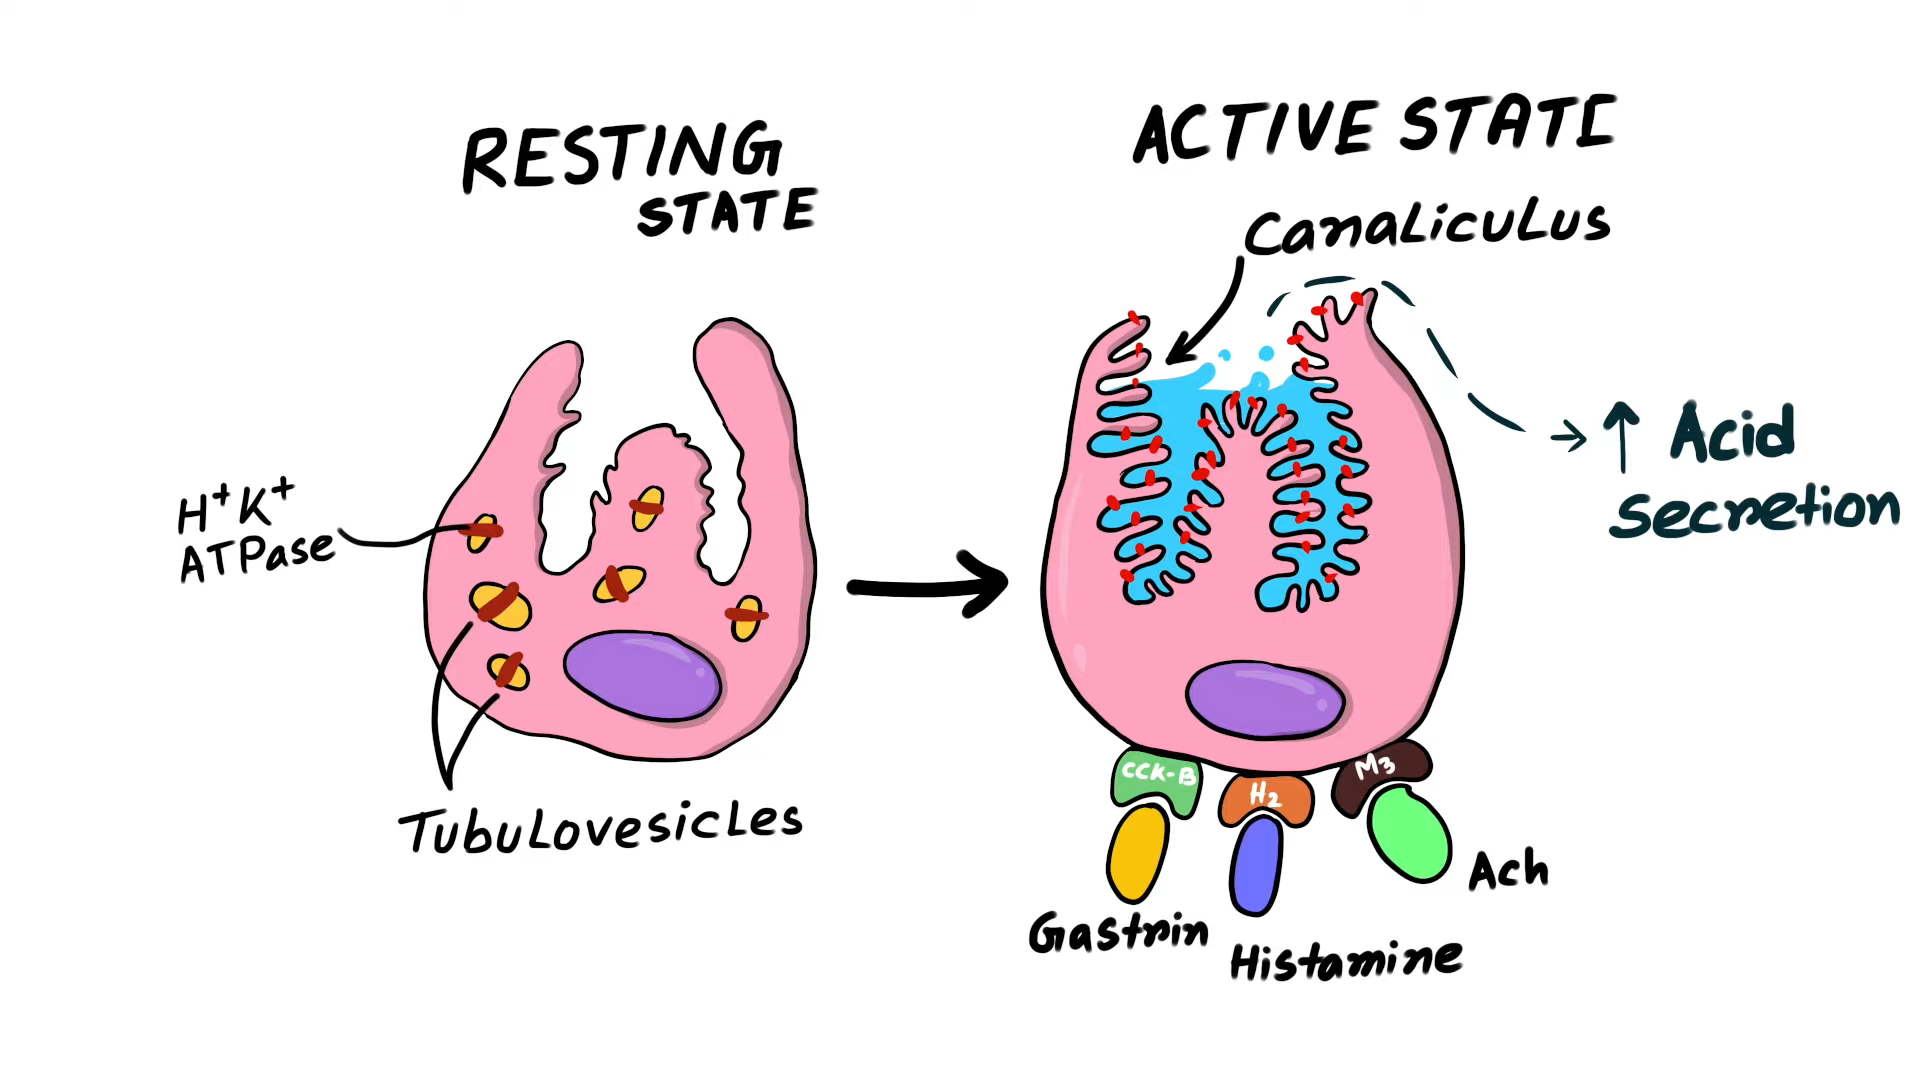 RESTING
STATE
ACTIVE STATE
Canaliculus
H⁺K⁺
ATPase
↑ Acid
secretion
CCK-B
H2
M3
Tubulovesicles
Ach
Gastrin
Histamine